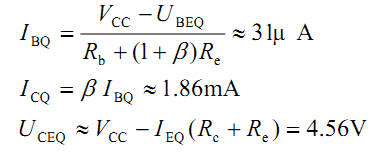 I_BQ = (V_CC − U_BEQ) / (R_b + (1 + β)R_e) ≈ 31μ A
I_CQ = β I_BQ ≈ 1.86mA
U_CEQ ≈ V_CC − I_EQ (R_c + R_e) = 4.56V